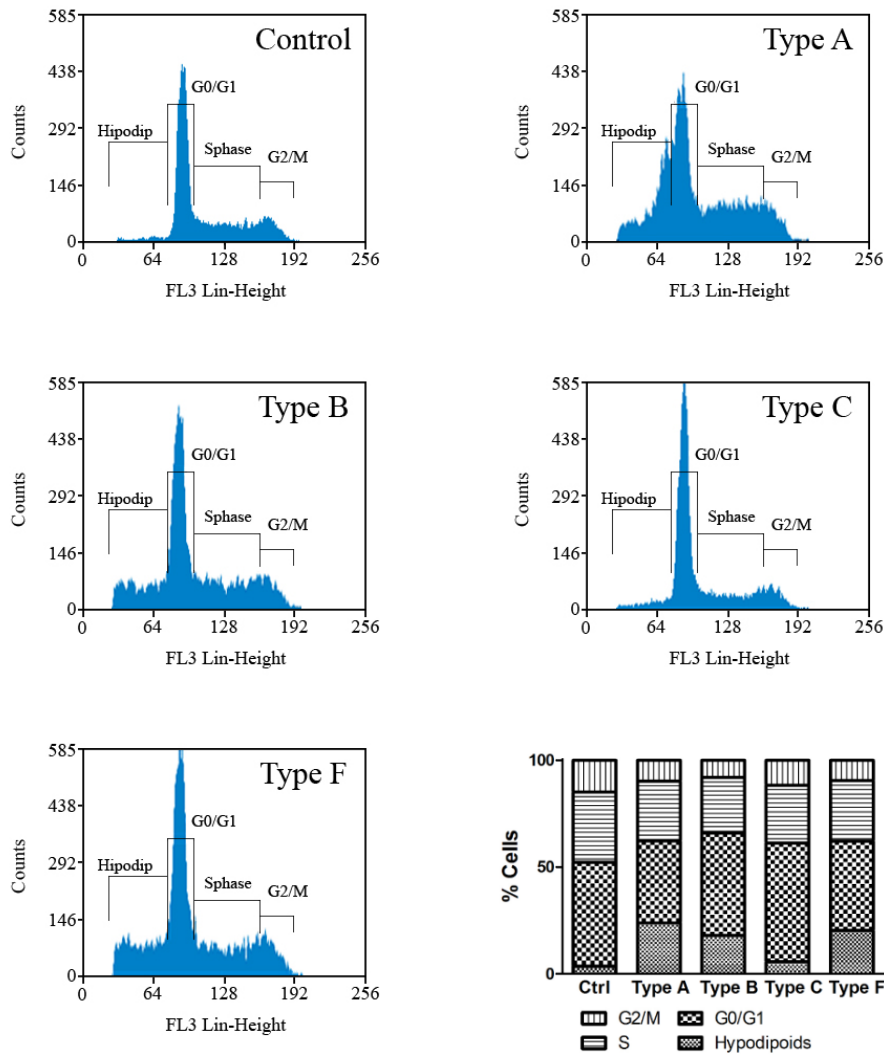 Control
585
438
292
146
0
Counts
Hipodip
G0/G1
Sphase
G2/M
0 64 128 192 256
FL3 Lin-Height
Type A
585
438
292
146
0
Counts
Hipodip
G0/G1
Sphase
G2/M
0 64 128 192 256
FL3 Lin-Height
Type B
585
438
292
146
0
Counts
Hipodip
G0/G1
Sphase
G2/M
0 64 128 192 256
FL3 Lin-Height
Type C
585
438
292
146
0
Counts
Hipodip
G0/G1
Sphase
G2/M
0 64 128 192 256
FL3 Lin-Height
Type F
585
438
292
146
0
Counts
Hipodip
G0/G1
Sphase
G2/M
0 64 128 192 256
FL3 Lin-Height
100
50
0
% Cells
Ctrl Type A Type B Type C Type F
G2/M G0/G1
S Hypodipoids